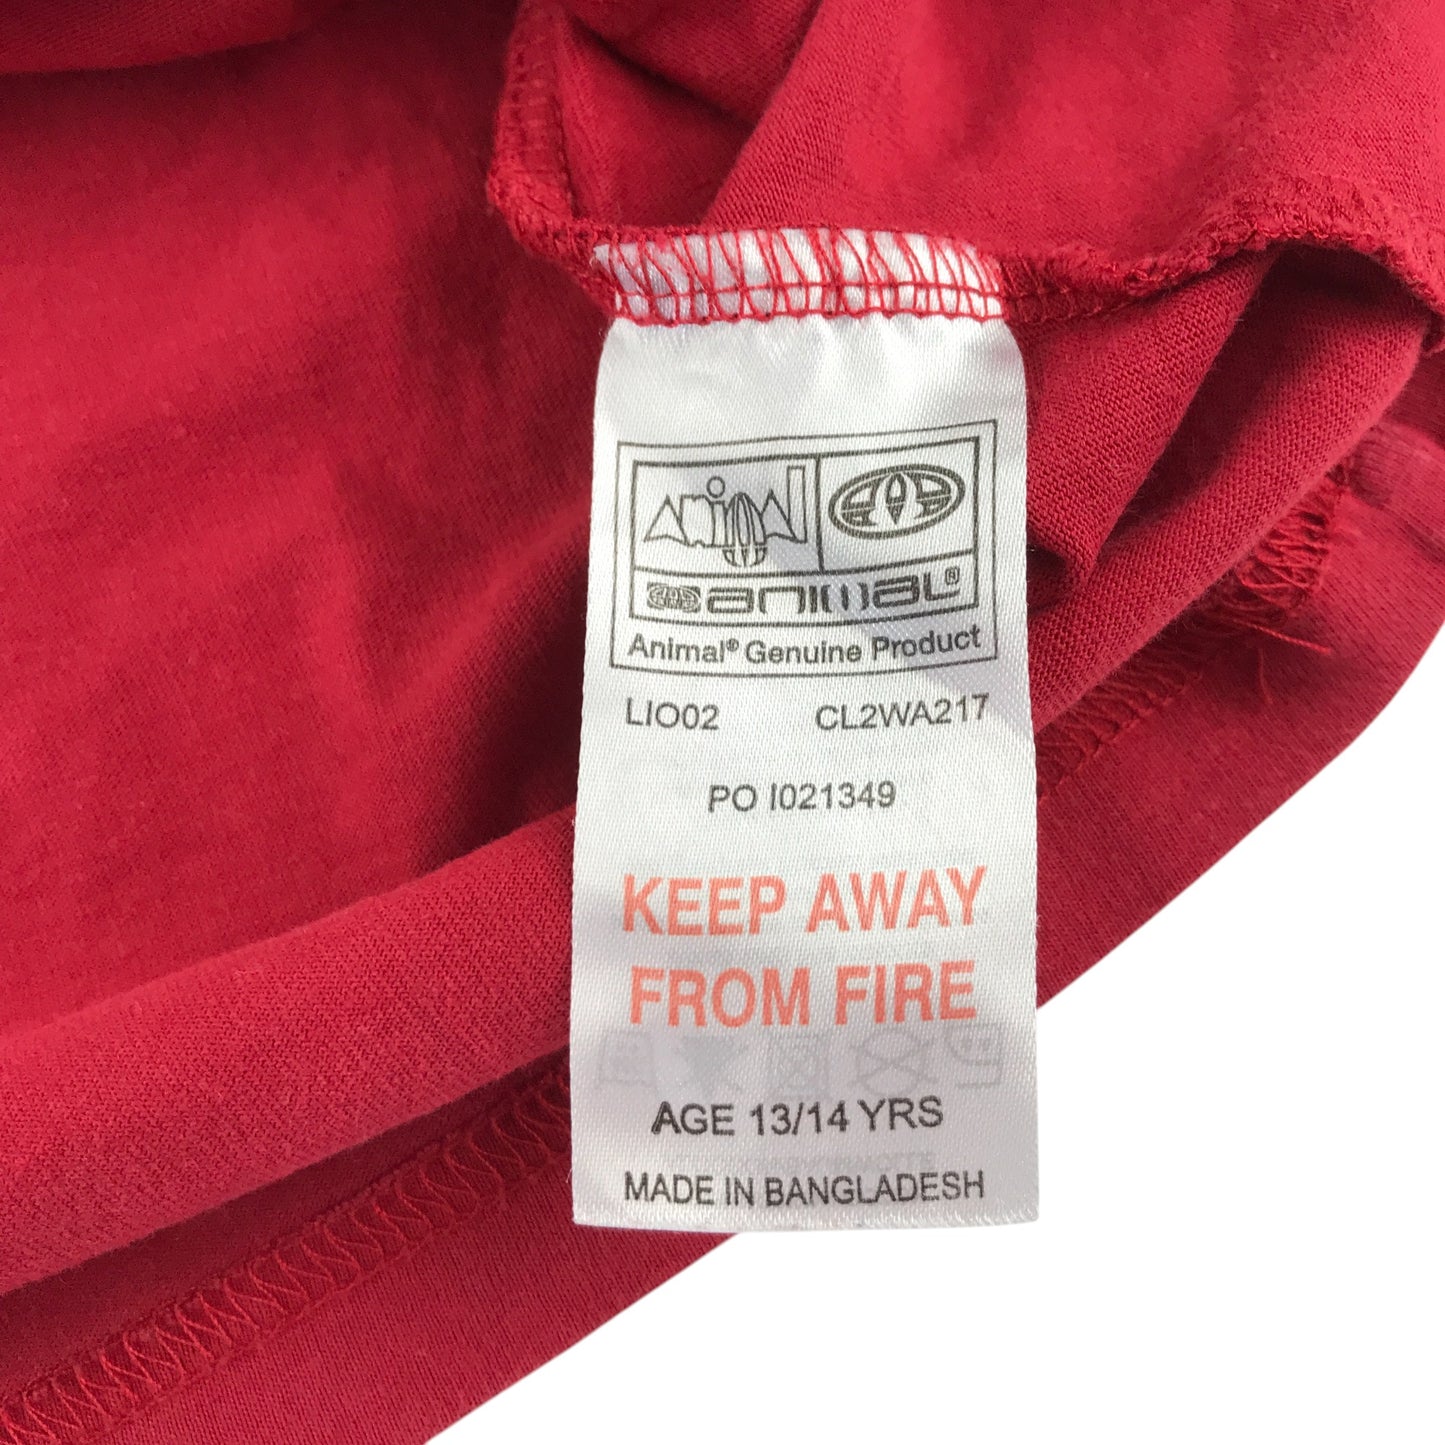 Animal
animal®
Animal® Genuine Product
LIO02 CL2WA217
PO I021349
KEEP AWAY
FROM FIRE
AGE 13/14 YRS
MADE IN BANGLADESH